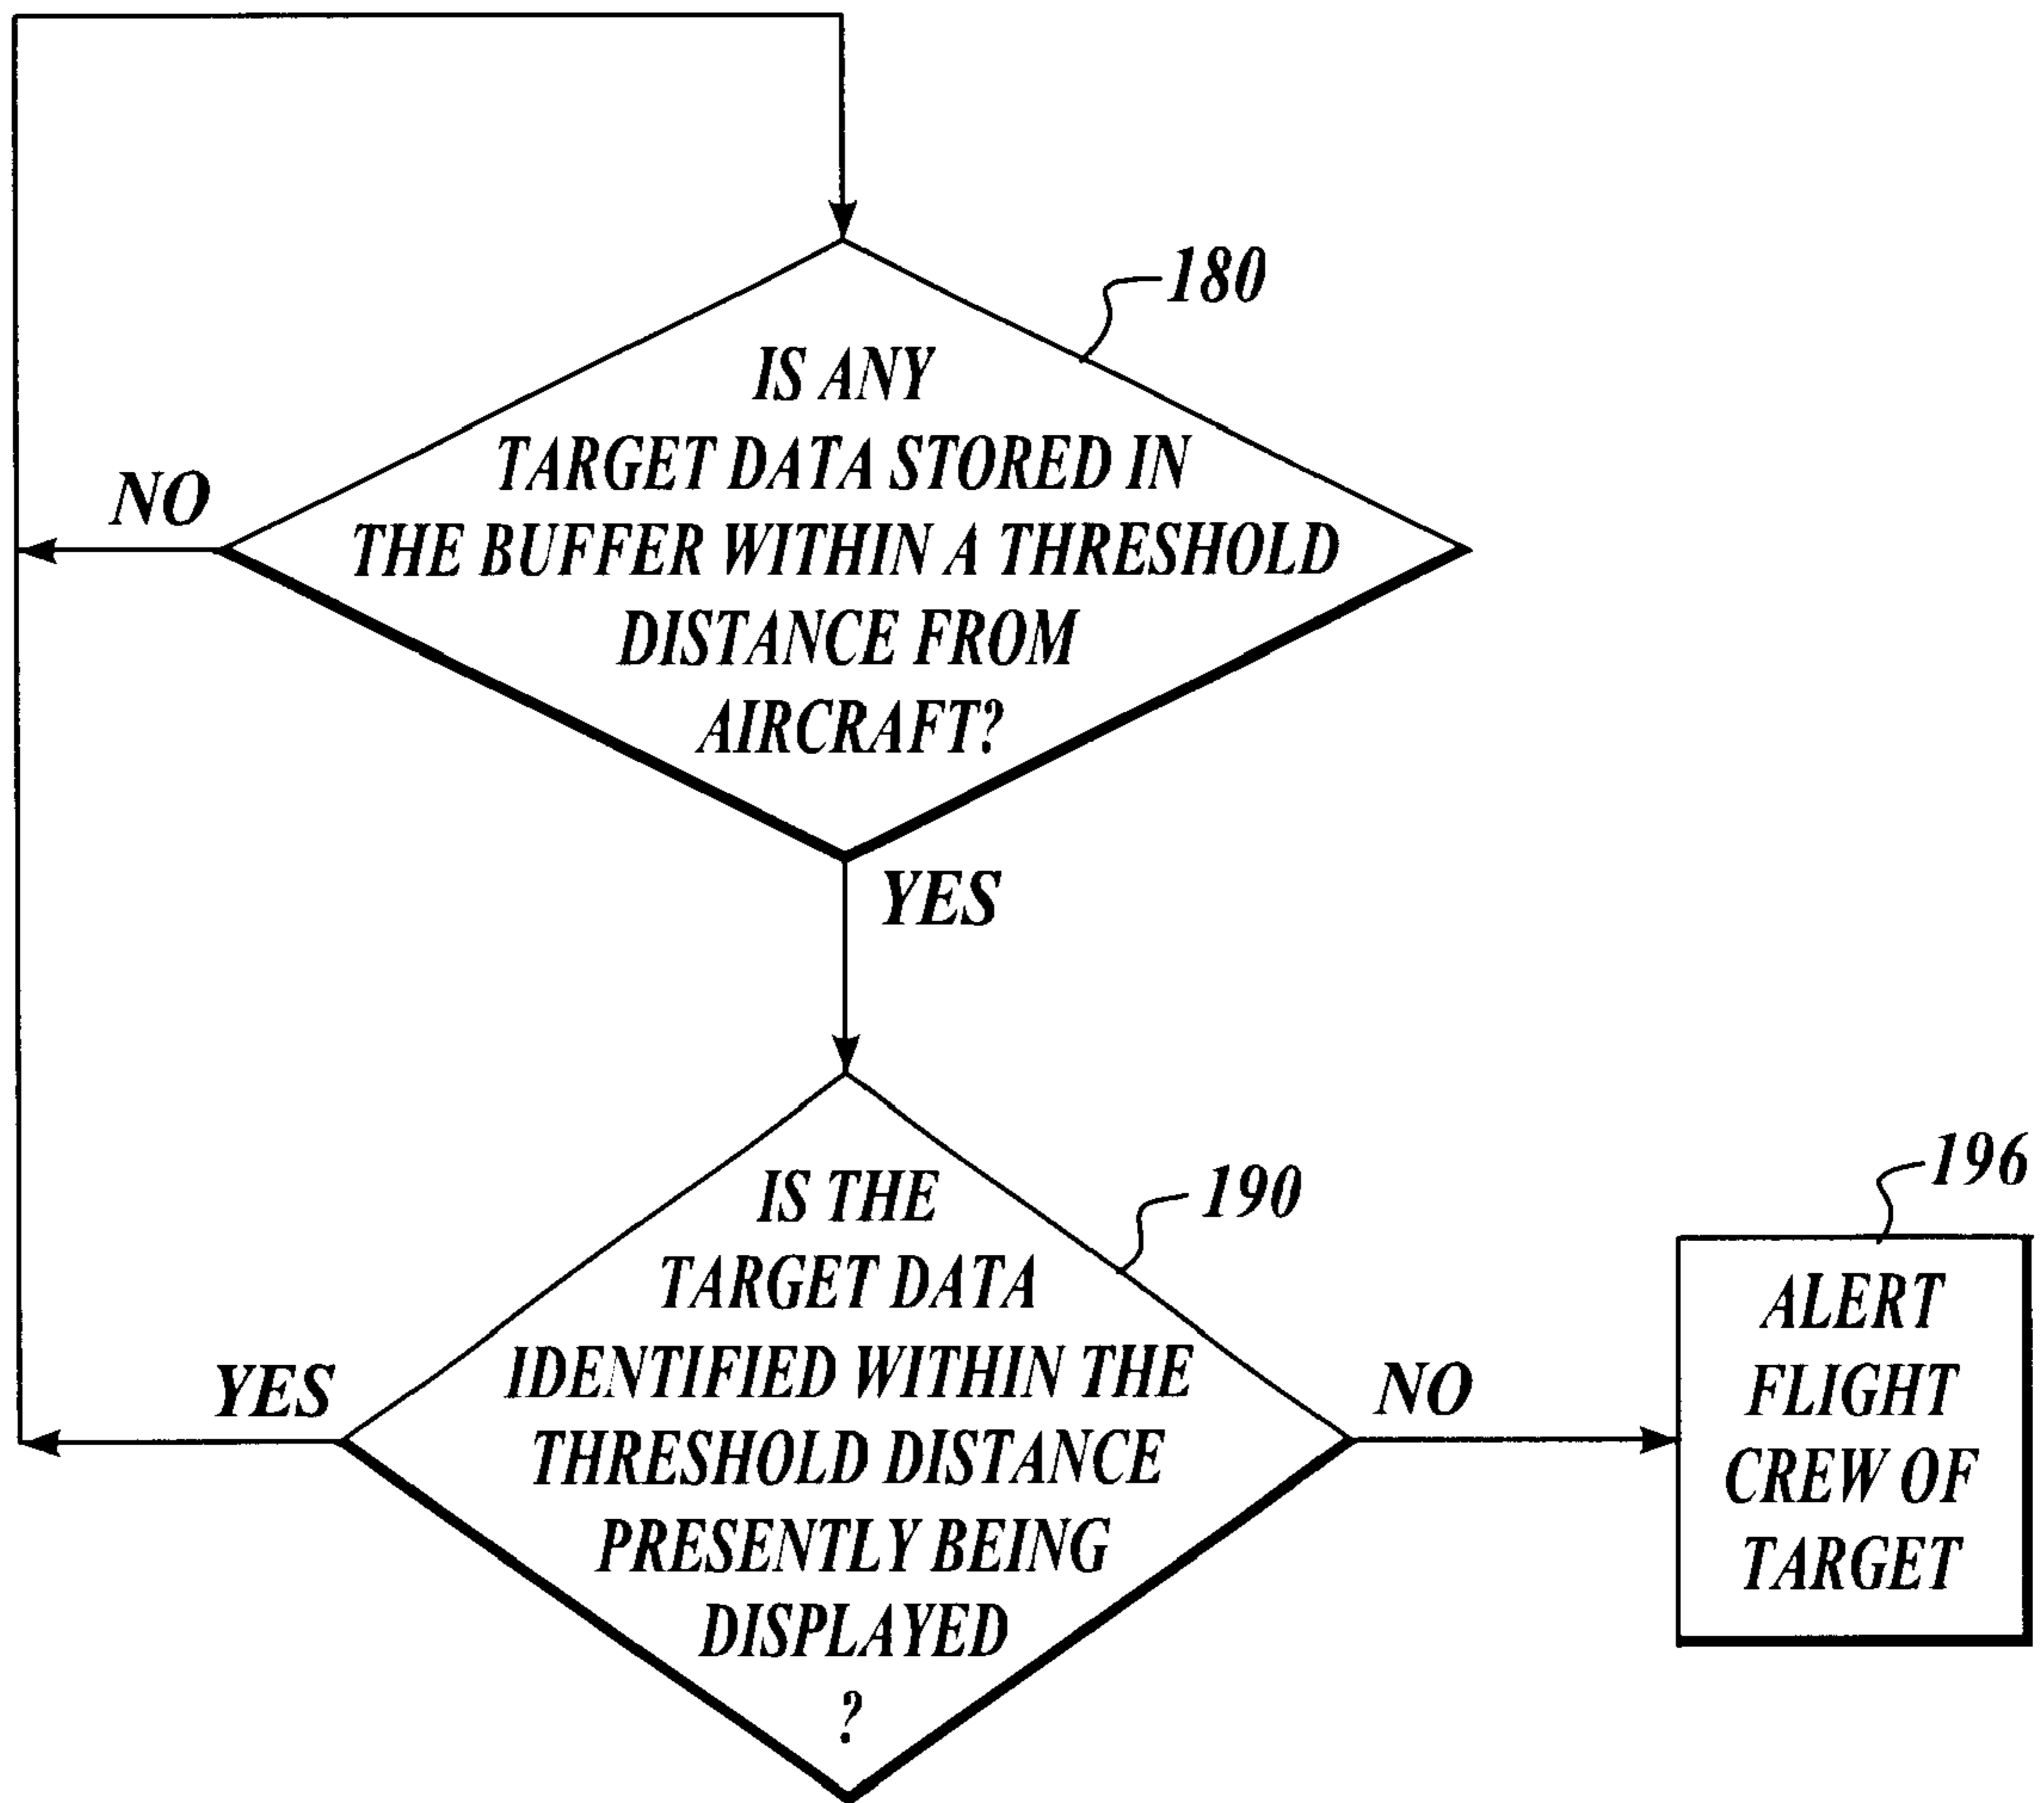 180
IS ANY
TARGET DATA STORED IN
THE BUFFER WITHIN A THRESHOLD
DISTANCE FROM
AIRCRAFT?
NO
YES
190
IS THE
TARGET DATA
IDENTIFIED WITHIN THE
THRESHOLD DISTANCE
PRESENTLY BEING
DISPLAYED
?
YES
NO
196
ALERT
FLIGHT
CREW OF
TARGET